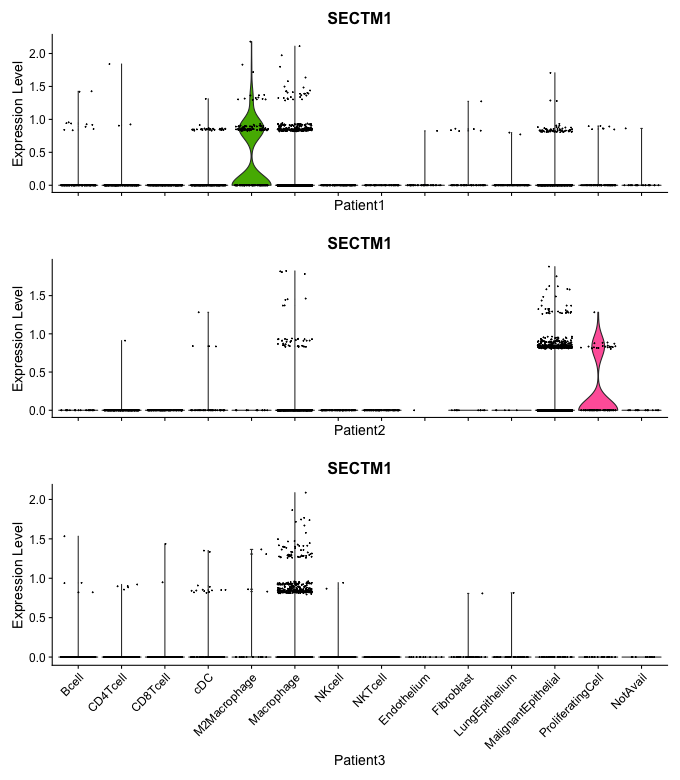 SECTM1
Expression Level
2.0
1.5
1.0
0.5
0.0
Patient1
SECTM1
Expression Level
1.5
1.0
0.5
0.0
Patient2
SECTM1
Expression Level
2.0
1.5
1.0
0.5
0.0
Bcell
CD4Tcell
CD8Tcell
cDC
M2Macrophage
Macrophage
NKcell
NKTcell
Endothelium
Fibroblast
LungEpithelium
MalignantEpithelial
ProliferatingCell
NotAvail
Patient3